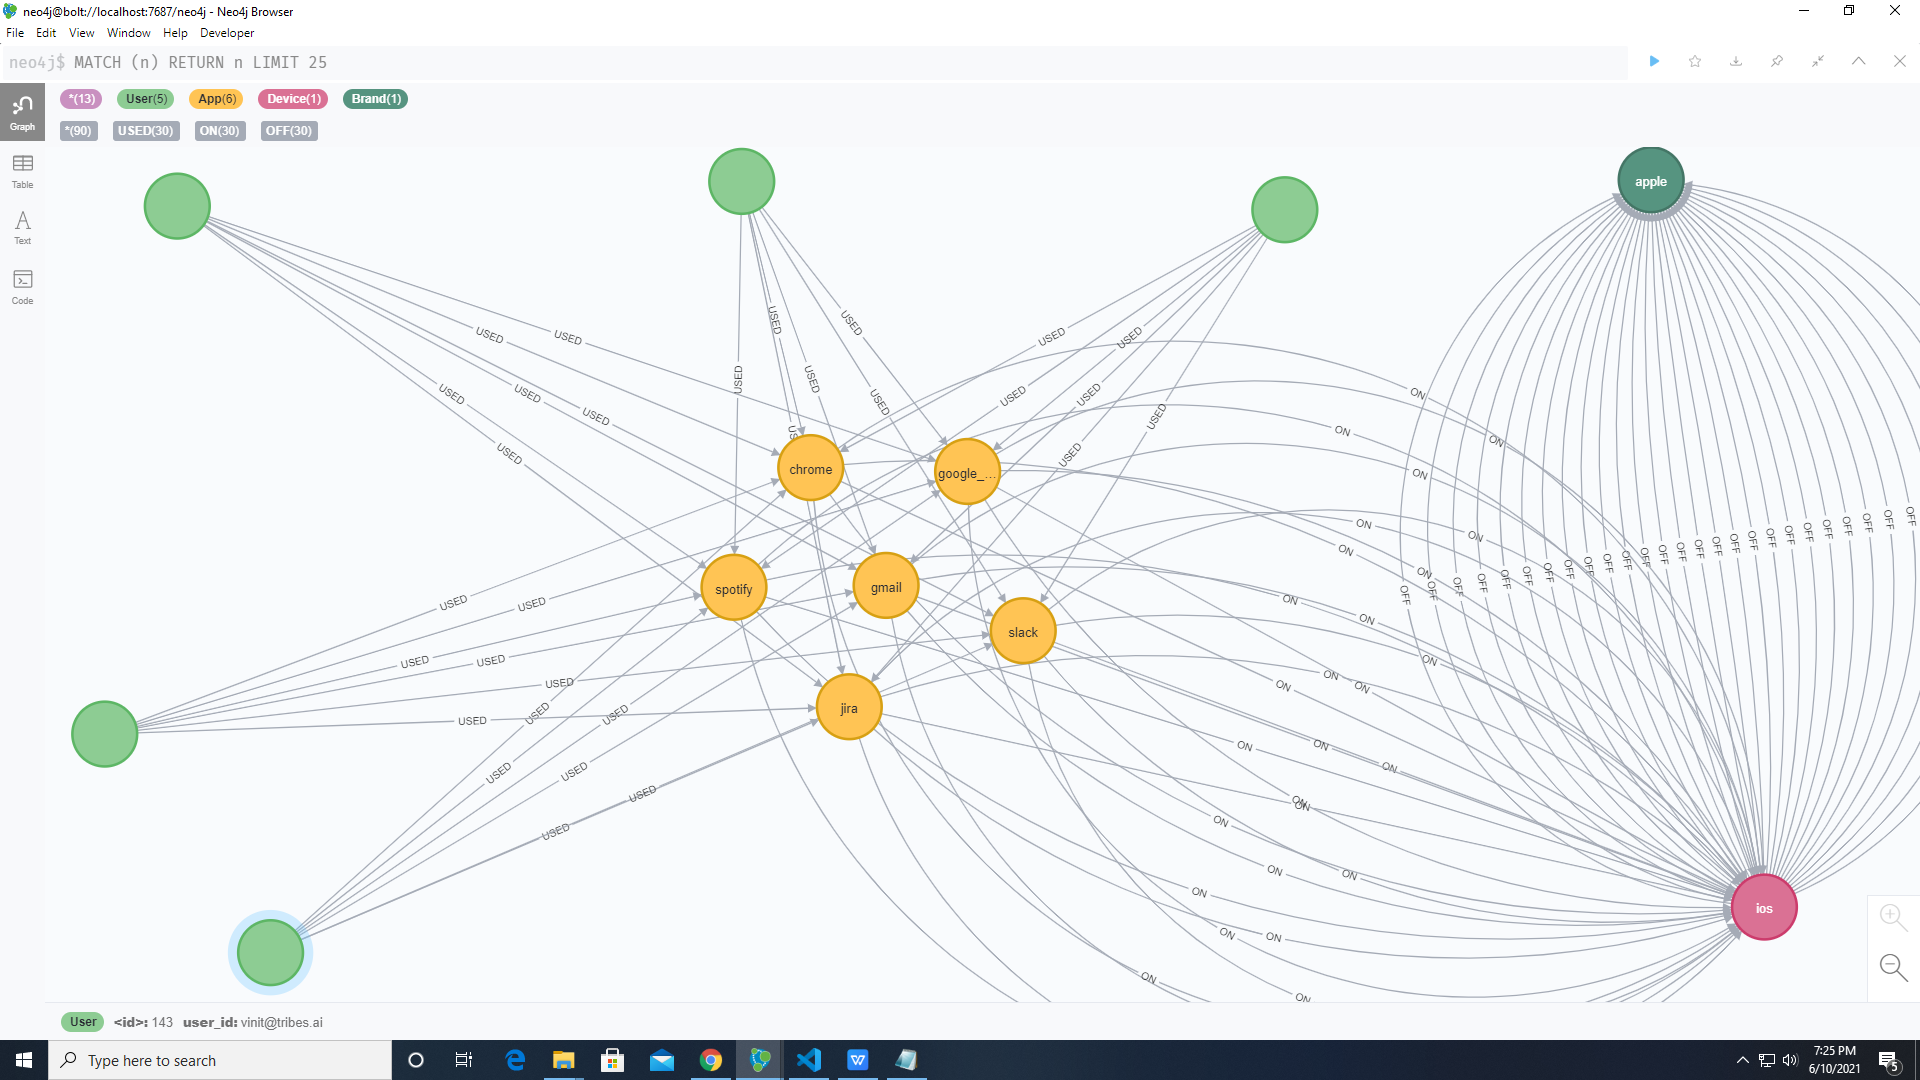 neo4j@bolt://localhost:7687/neo4j - Neo4j Browser
File Edit View Window Help Developer
neo4j$ MATCH (n) RETURN n LIMIT 25
*(13) User(5) App(6) Device(1) Brand(1)
*(90) USED(30) ON(30) OFF(30)
Graph
Table
Text
Code
apple
USED USED USED USED USED USED USED
USED USED USED USED USED USED
USED USED USED USED USED USED
chrome
google_...
spotify
gmail
slack
jira
ios
USED USED USED USED USED USED
USED USED USED USED USED
ON ON ON ON ON ON ON ON ON ON
ON ON ON ON ON ON ON ON ON ON
ON ON ON ON ON ON ON ON
OFF OFF OFF OFF OFF OFF OFF OFF OFF OFF
OFF OFF OFF OFF OFF OFF OFF OFF OFF OFF
OFF OFF OFF
User <id>: 143 user_id: vinit@tribes.ai
Type here to search
7:25 PM
6/10/2021
5